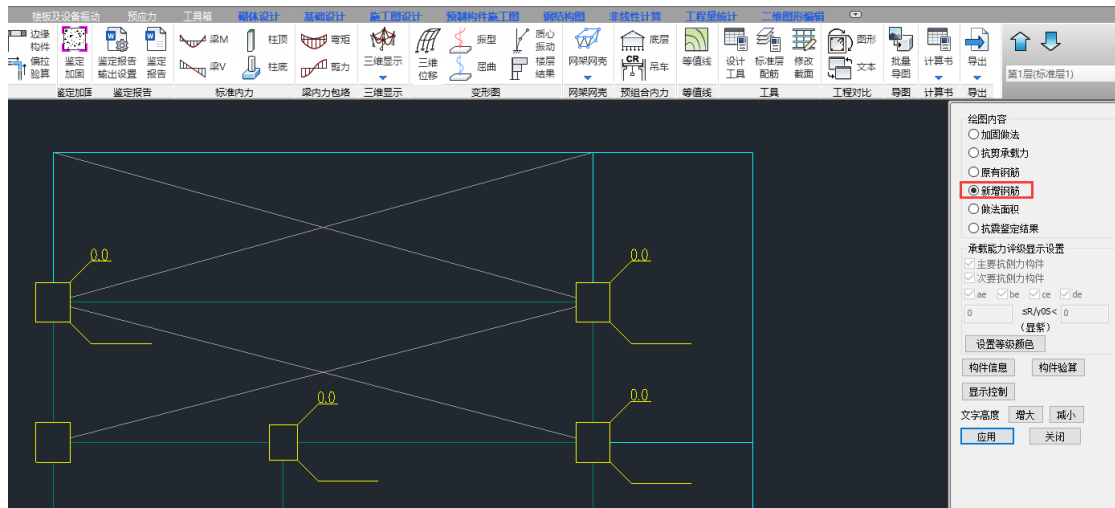 楼板及设备振动 预应力 工具箱 砌体设计 基础设计 施工图设计 预制构件施工图 钢结构图 非线性计算 工程量统计 二维图形编辑
边缘构件 鉴定加固 鉴定报告输出设置 鉴定报告 梁M 柱顶 弯矩 三维显示 三维位移 振型 质心振动 网架网壳 底层 等值线 设计工具 标准层配筋 修改截面 图形 批量导图 计算书 导出
偏拉验算 梁V 柱底 剪力 屈曲 楼层结果 CR 吊车 文本 第1层(标准层1)
鉴定加固 鉴定报告 标准内力 梁内力包络 三维显示 变形图 网架网壳 预组合内力 等值线 工具 工程对比 导图 计算书 导出
绘图内容
加固做法
抗剪承载力
原有钢筋
新增钢筋
做法面积
抗震鉴定结果
承载能力评级显示设置
主要抗侧力构件
次要抗侧力构件
ae be ce de
0 ≤R/γ0S< 0
(显紫)
设置等级颜色
构件信息 构件验算
显示控制
文字高度 增大 减小
应用 关闭
0.0 0.0
0.0 0.0